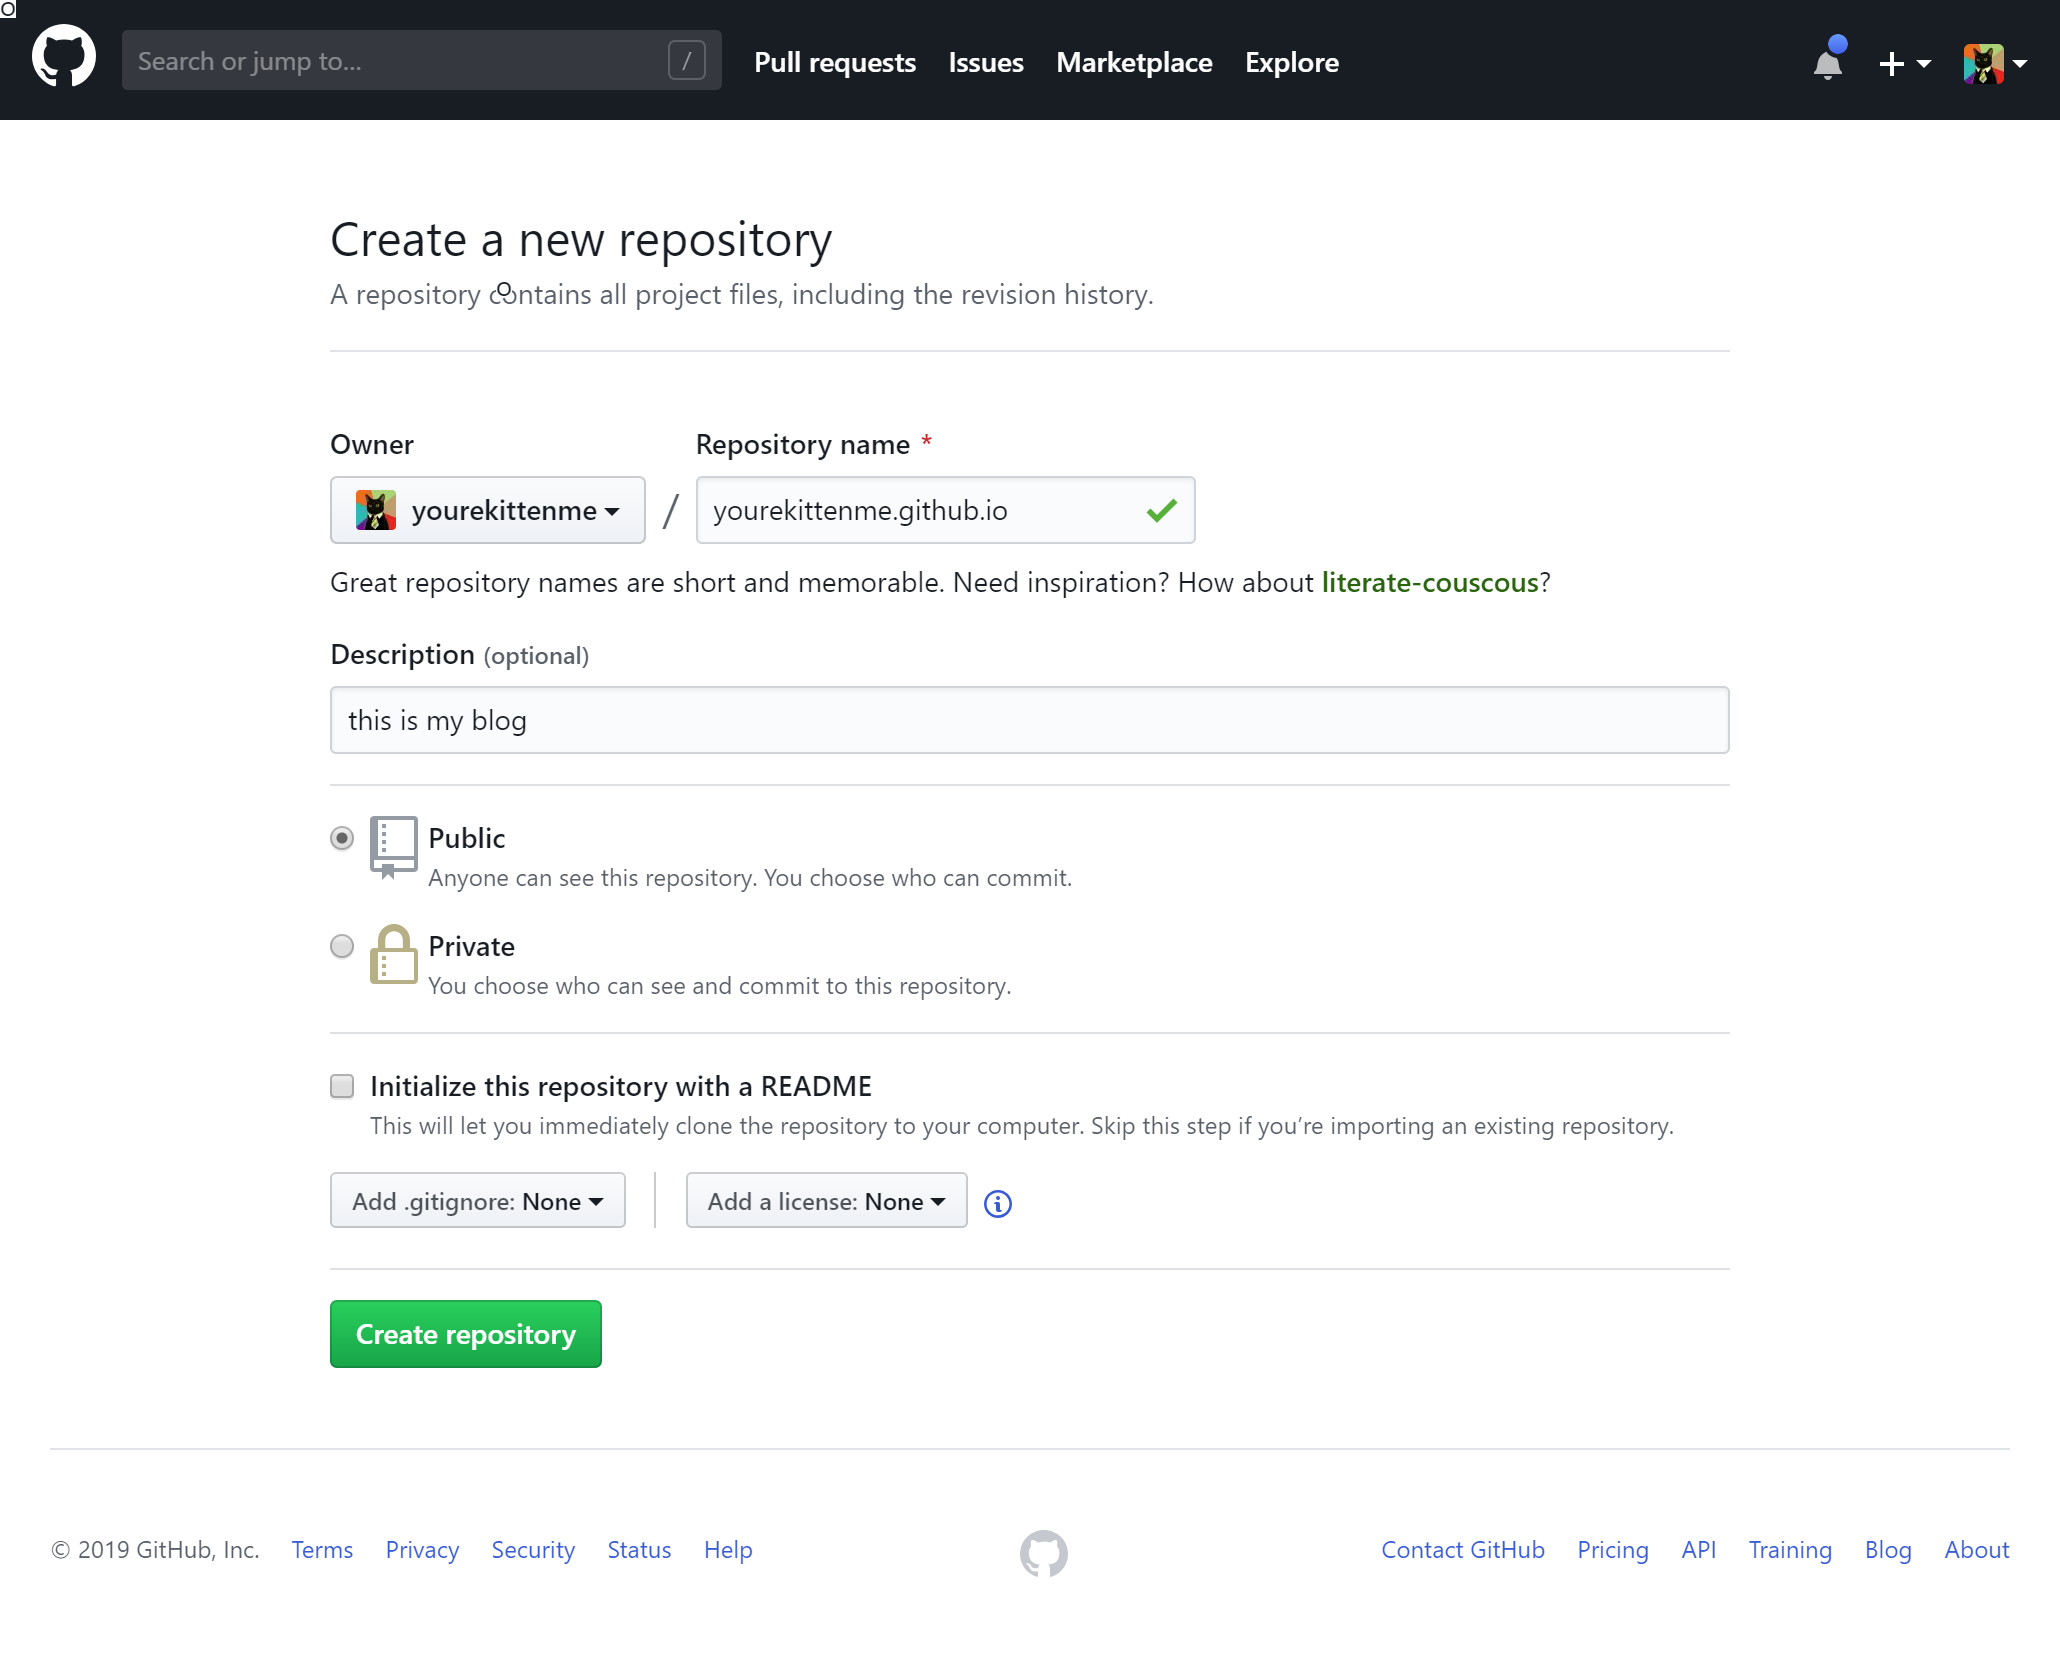 O
Search or jump to... / Pull requests Issues Marketplace Explore
Create a new repository
A repository contains all project files, including the revision history.
O
Owner Repository name *
yourekittenme / yourekittenme.github.io
Great repository names are short and memorable. Need inspiration? How about literate-couscous?
Description (optional)
this is my blog
Public
Anyone can see this repository. You choose who can commit.
Private
You choose who can see and commit to this repository.
Initialize this repository with a README
This will let you immediately clone the repository to your computer. Skip this step if you’re importing an existing repository.
Add .gitignore: None Add a license: None
Create repository
© 2019 GitHub, Inc. Terms Privacy Security Status Help Contact GitHub Pricing API Training Blog About